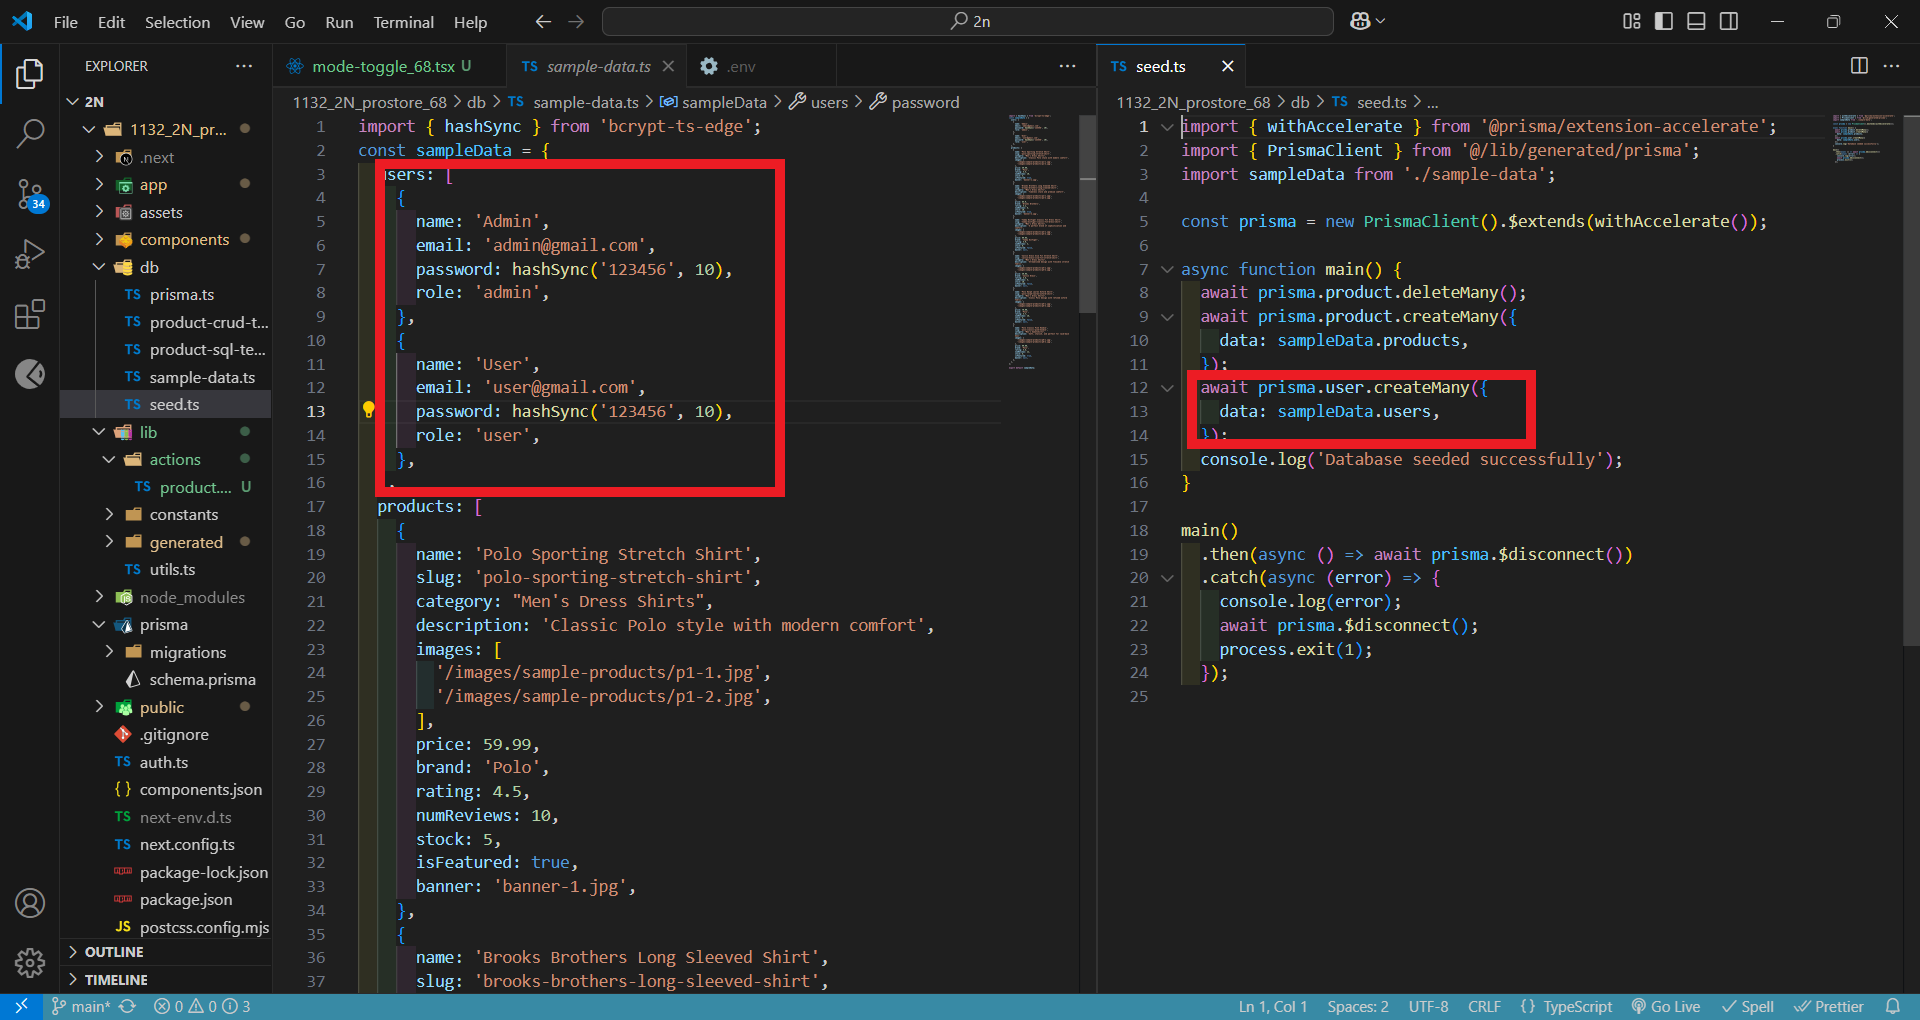 File Edit Selection View Go Run Terminal Help
2n
EXPLORER
2N
1132_2N_pr...
.next
app
assets
components
db
TS prisma.ts
TS product-crud-t...
TS product-sql-te...
TS sample-data.ts
TS seed.ts
lib
actions
TS product.... U
constants
generated
TS utils.ts
node_modules
prisma
migrations
schema.prisma
public
.gitignore
TS auth.ts
{} components.json
TS next-env.d.ts
TS next.config.ts
package-lock.json
package.json
JS postcss.config.mjs
OUTLINE
TIMELINE
34
mode-toggle_68.tsx U
TS sample-data.ts
.env
1132_2N_prostore_68 > db > TS sample-data.ts > sampleData > users > password
1 import { hashSync } from 'bcrypt-ts-edge';
2 const sampleData = {
3 users: [
4 {
5 name: 'Admin',
6 email: 'admin@gmail.com',
7 password: hashSync('123456', 10),
8 role: 'admin',
9 },
10 {
11 name: 'User',
12 email: 'user@gmail.com',
13 password: hashSync('123456', 10),
14 role: 'user',
15 },
16 ,
17 products: [
18 {
19 name: 'Polo Sporting Stretch Shirt',
20 slug: 'polo-sporting-stretch-shirt',
21 category: "Men's Dress Shirts",
22 description: 'Classic Polo style with modern comfort',
23 images: [
24 '/images/sample-products/p1-1.jpg',
25 '/images/sample-products/p1-2.jpg',
26 ],
27 price: 59.99,
28 brand: 'Polo',
29 rating: 4.5,
30 numReviews: 10,
31 stock: 5,
32 isFeatured: true,
33 banner: 'banner-1.jpg',
34 },
35 {
36 name: 'Brooks Brothers Long Sleeved Shirt',
37 slug: 'brooks-brothers-long-sleeved-shirt',
TS seed.ts
1132_2N_prostore_68 > db > TS seed.ts > ...
1 import { withAccelerate } from '@prisma/extension-accelerate';
2 import { PrismaClient } from '@/lib/generated/prisma';
3 import sampleData from './sample-data';
4
5 const prisma = new PrismaClient().$extends(withAccelerate());
6
7 async function main() {
8 await prisma.product.deleteMany();
9 await prisma.product.createMany({
10 data: sampleData.products,
11 });
12 await prisma.user.createMany({
13 data: sampleData.users,
14 });
15 console.log('Database seeded successfully');
16 }
17
18 main()
19 .then(async () => await prisma.$disconnect())
20 .catch(async (error) => {
21 console.log(error);
22 await prisma.$disconnect();
23 process.exit(1);
24 });
25
main* 0 0 3
Ln 1, Col 1 Spaces: 2 UTF-8 CRLF {} TypeScript Go Live Spell Prettier